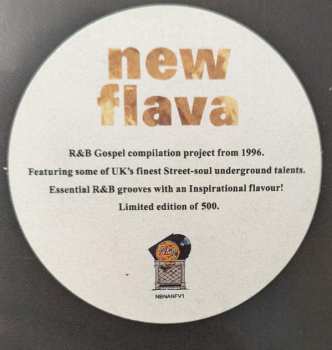 new
flava
R&B Gospel compilation project from 1996.
Featuring some of UK's finest Street-soul underground talents.
Essential R&B grooves with an Inspirational flavour!
Limited edition of 500.
NBNANFV1